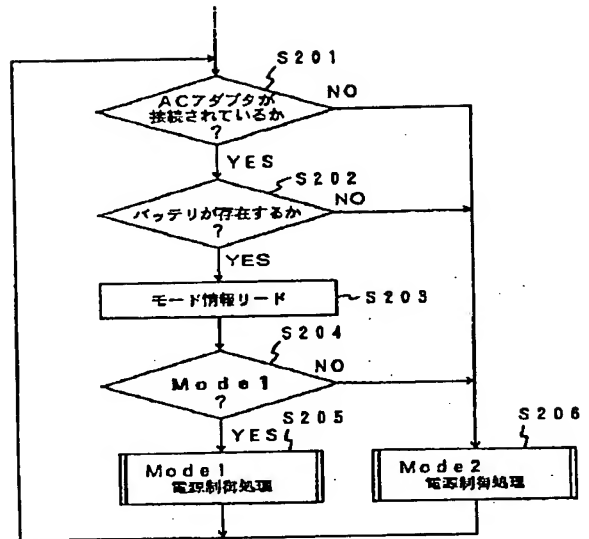 S201
ACアダプタが
接続されているか
?
NO
YES
S202
バッテリが存在するか
?
NO
YES
モード情報リード
S203
S204
Mode1
?
NO
YES
S205
Mode1
電源制御処理
S206
Mode2
電源制御処理